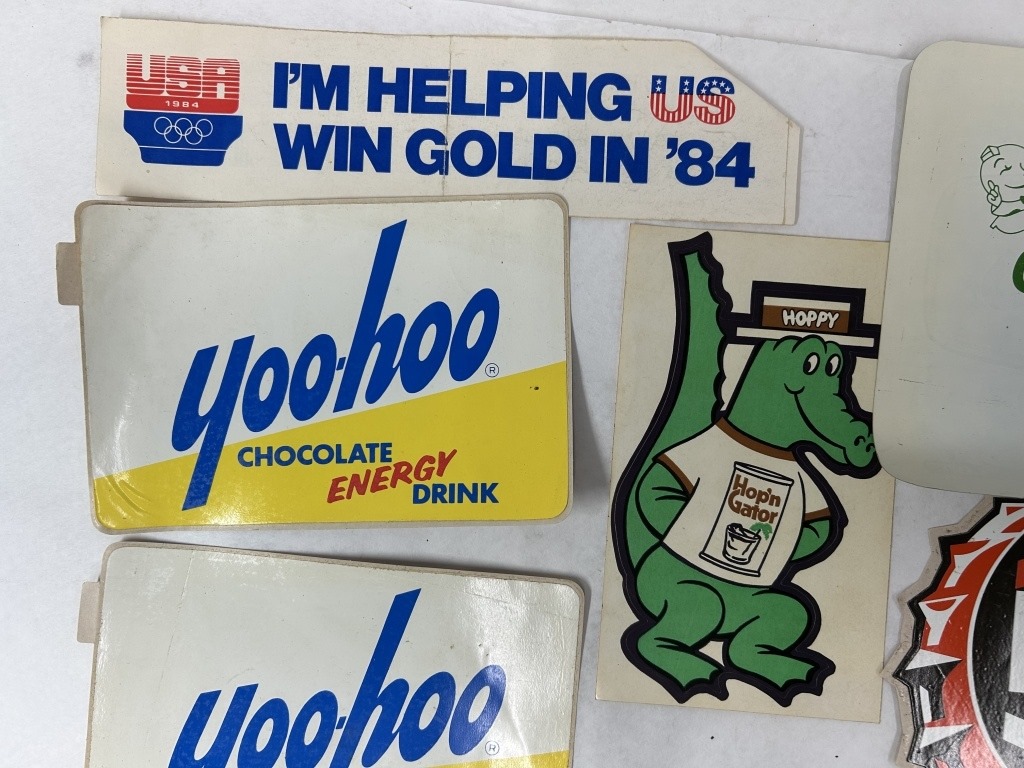 USA
1984
I'M HELPING US
WIN GOLD IN '84
yoo-hoo®
CHOCOLATE
ENERGY
DRINK
HOPPY
Hop'n
Gator
yoo-hoo®